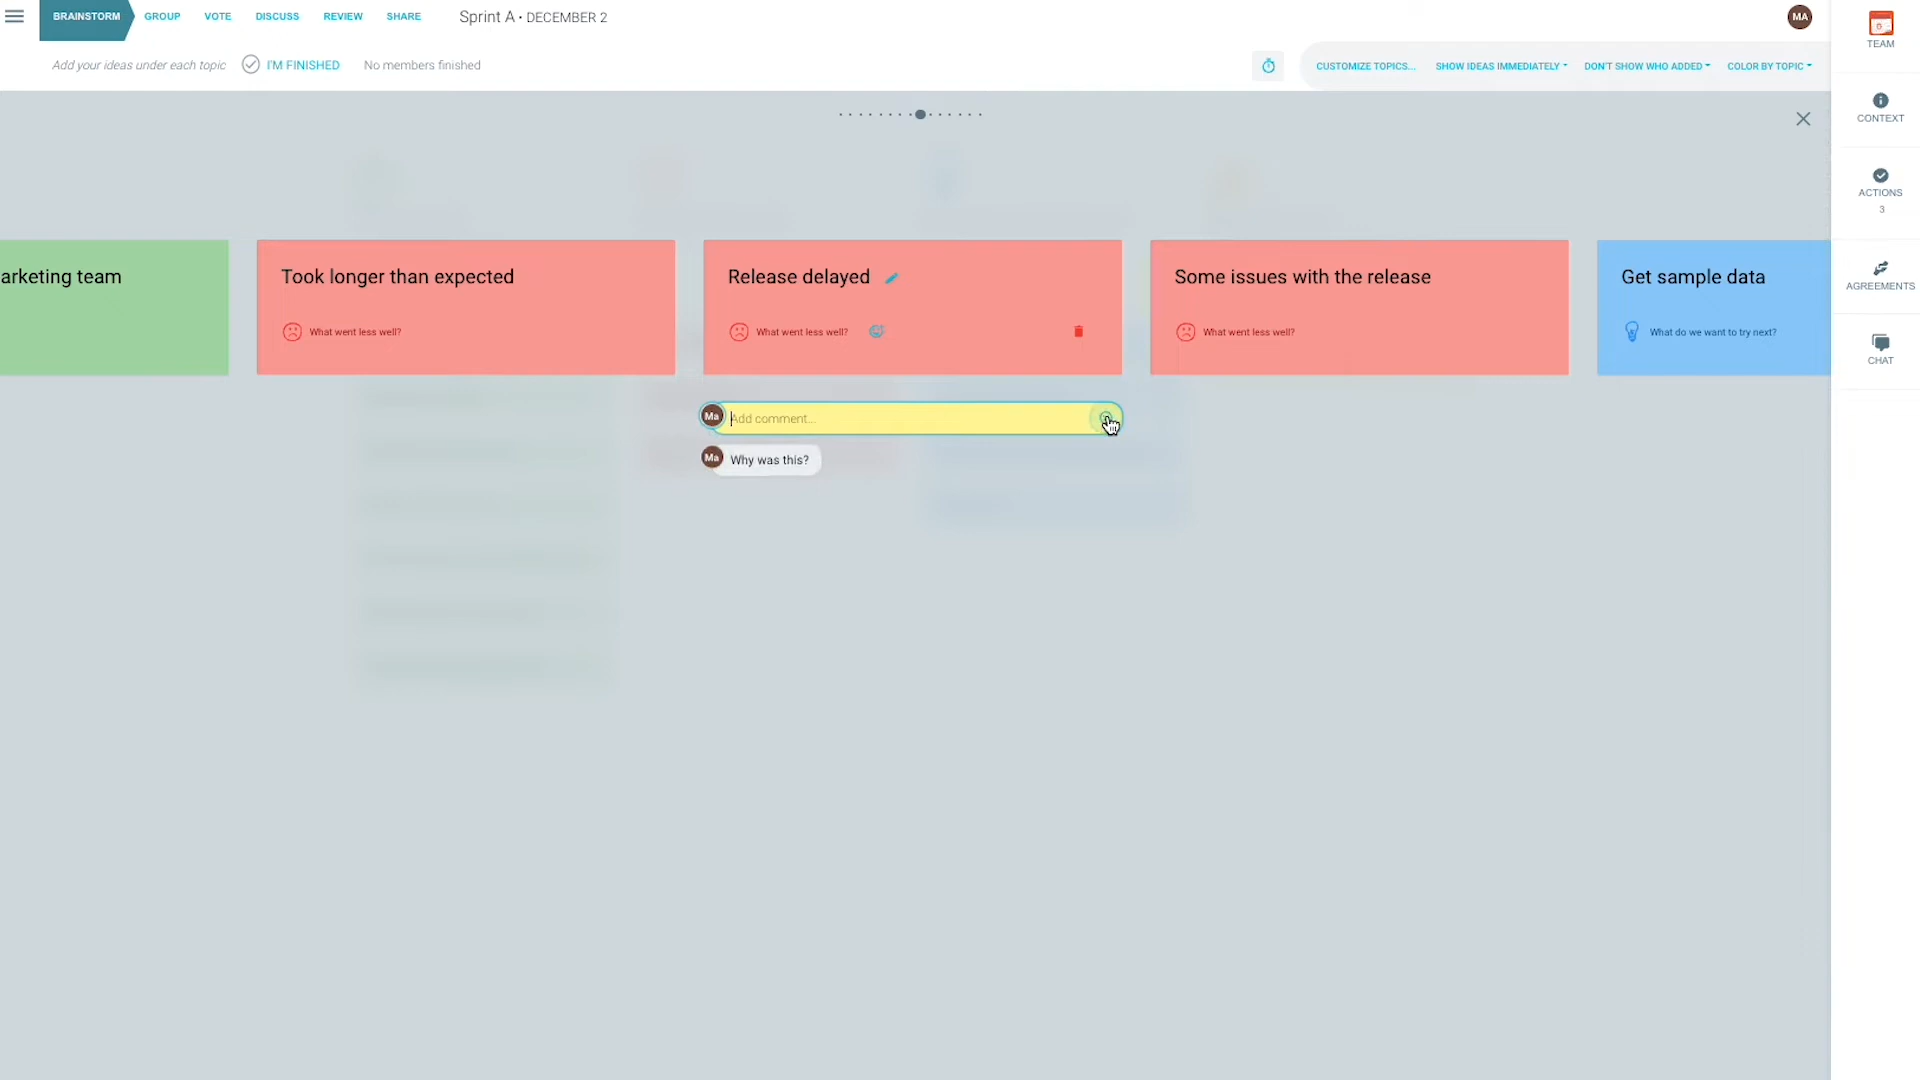 BRAINSTORM GROUP VOTE DISCUSS REVIEW SHARE Sprint A • DECEMBER 2 MA
TEAM
Add your ideas under each topic I'M FINISHED No members finished CUSTOMIZE TOPICS... SHOW IDEAS IMMEDIATELY DON'T SHOW WHO ADDED COLOR BY TOPIC
CONTEXT
ACTIONS
3
arketing team Took longer than expected Release delayed Some issues with the release Get sample data
AGREEMENTS
What went less well? What went less well? What went less well? What do we want to try next?
CHAT
Ma Add comment...
Ma Why was this?